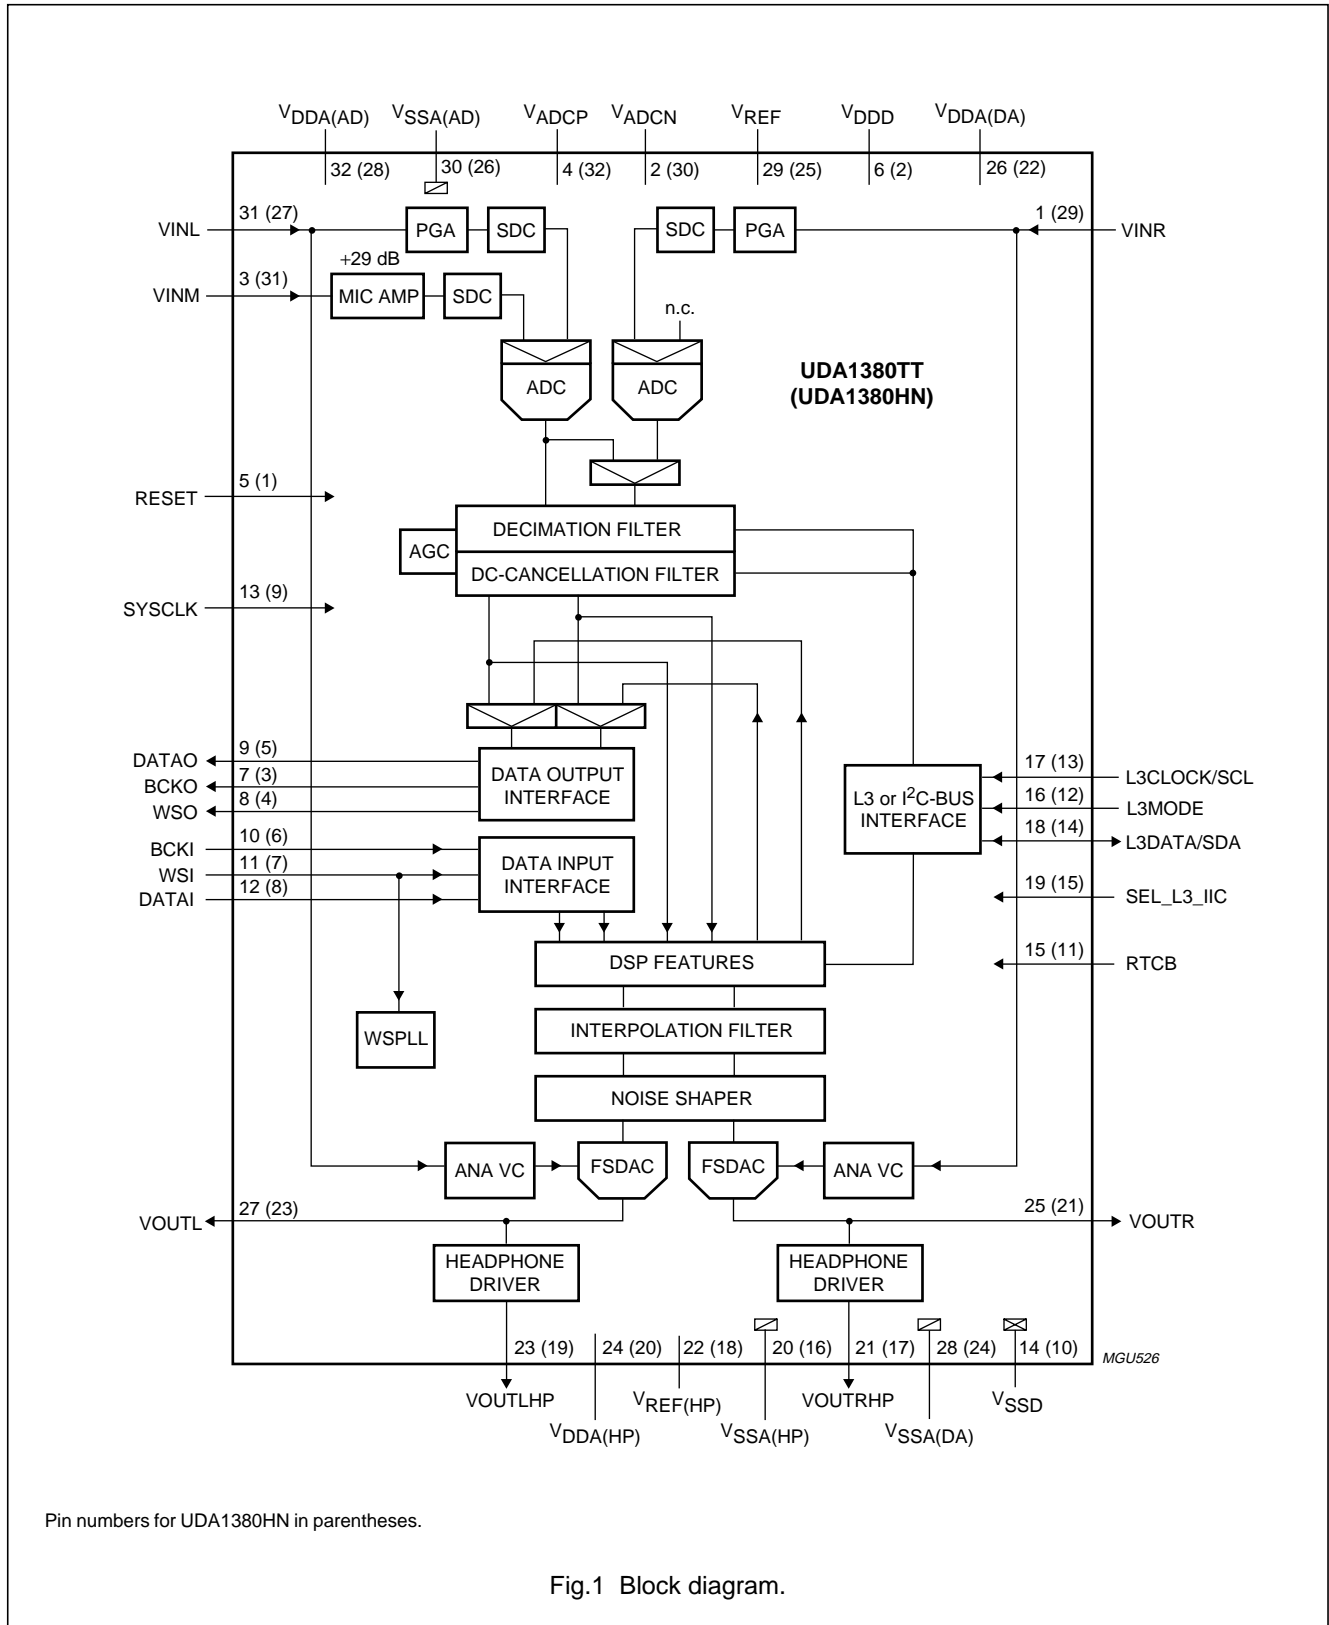 VDDA(AD) VSSA(AD) VADCP VADCN VREF VDDD VDDA(DA)
32 (28) 30 (26) 4 (32) 2 (30) 29 (25) 6 (2) 26 (22)
31 (27) 1 (29)
VINL PGA SDC SDC PGA VINR
+29 dB
3 (31)
VINM MIC AMP SDC
n.c.
UDA1380TT
(UDA1380HN)
ADC ADC
5 (1)
RESET
DECIMATION FILTER
AGC
DC-CANCELLATION FILTER
13 (9)
SYSCLK
9 (5)
DATAO
7 (3)
BCKO
8 (4)
WSO
DATA OUTPUT
INTERFACE
17 (13)
L3CLOCK/SCL
16 (12)
L3MODE
18 (14)
L3DATA/SDA
L3 or I2C-BUS
INTERFACE
10 (6)
BCKI
11 (7)
WSI
12 (8)
DATAI
DATA INPUT
INTERFACE
19 (15)
SEL_L3_IIC
15 (11)
RTCB
DSP FEATURES
WSPLL
INTERPOLATION FILTER
NOISE SHAPER
ANA VC FSDAC FSDAC ANA VC
27 (23) 25 (21)
VOUTL VOUTR
HEADPHONE
DRIVER
HEADPHONE
DRIVER
23 (19) 24 (20) 22 (18) 20 (16) 21 (17) 28 (24) 14 (10)
MGU526
VOUTLHP VREF(HP) VOUTRHP VSSD
VDDA(HP) VSSA(HP) VSSA(DA)
Pin numbers for UDA1380HN in parentheses.
Fig.1 Block diagram.